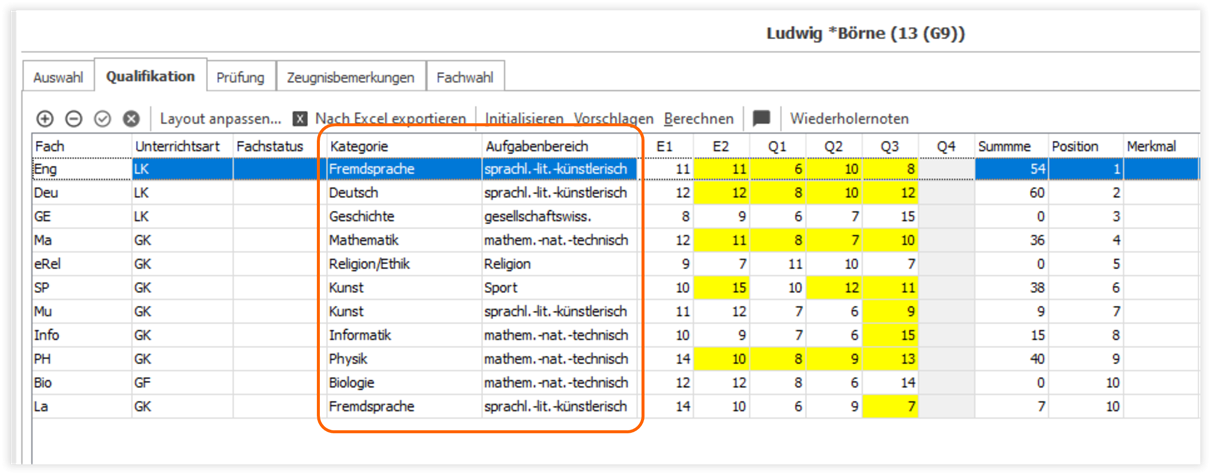 Ludwig *Börne (13 (G9))
Auswahl Qualifikation Prüfung Zeugnisbemerkungen Fachwahl
Layout anpassen... X Nach Excel exportieren Initialisieren Vorschlagen Berechnen Wiederholernoten
Fach Unterrichtsart Fachstatus Kategorie Aufgabenbereich E1 E2 Q1 Q2 Q3 Q4 Summme Position Merkmal
Eng LK Fremdsprache sprachl.-lit.-künstlerisch 11 11 6 10 8 54 1
Deu LK Deutsch sprachl.-lit.-künstlerisch 12 12 8 10 12 60 2
GE LK Geschichte gesellschaftswiss. 8 9 6 7 15 0 3
Ma GK Mathematik mathem.-nat.-technisch 12 11 8 7 10 36 4
eRel GK Religion/Ethik Religion 9 7 11 10 7 0 5
SP GK Kunst Sport 10 15 10 12 11 38 6
Mu GK Kunst sprachl.-lit.-künstlerisch 11 12 7 6 9 9 7
Info GK Informatik mathem.-nat.-technisch 10 9 7 6 15 15 8
PH GK Physik mathem.-nat.-technisch 14 10 8 9 13 40 9
Bio GF Biologie mathem.-nat.-technisch 12 12 8 6 14 0 10
La GK Fremdsprache sprachl.-lit.-künstlerisch 14 10 6 9 7 7 10